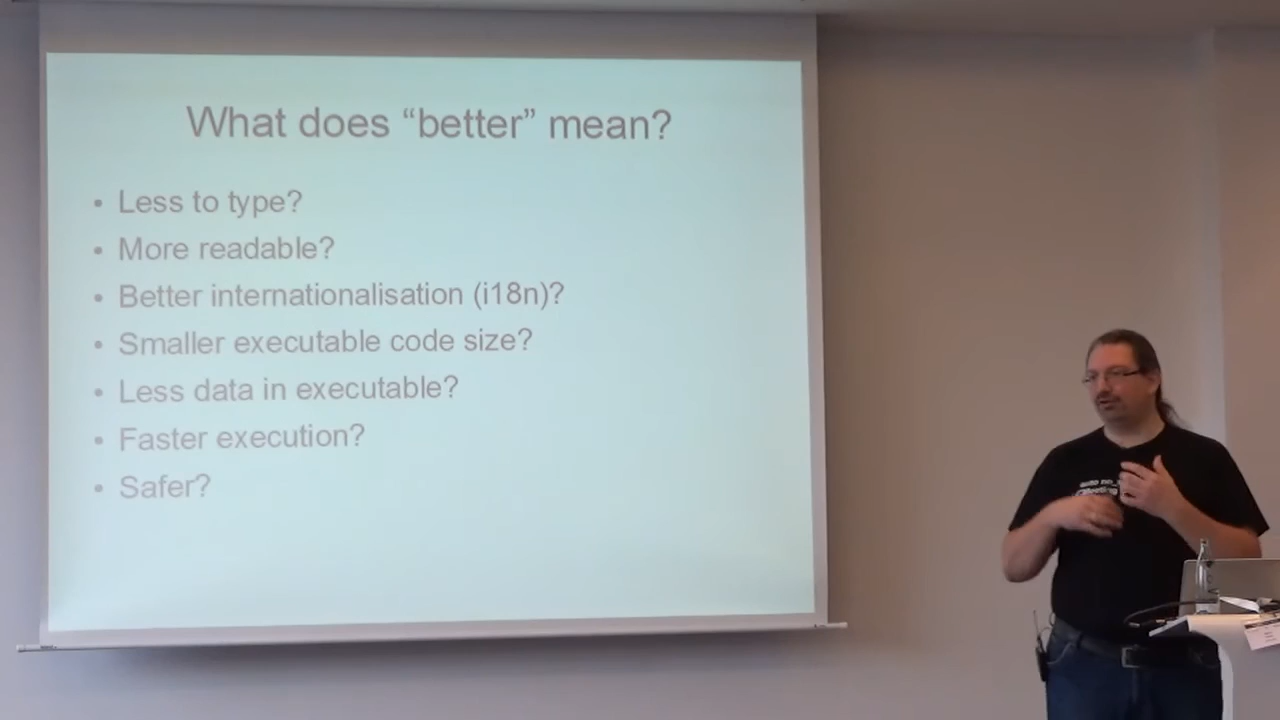 What does “better” mean?
• Less to type?
• More readable?
• Better internationalisation (i18n)?
• Smaller executable code size?
• Less data in executable?
• Faster execution?
• Safer?
auto